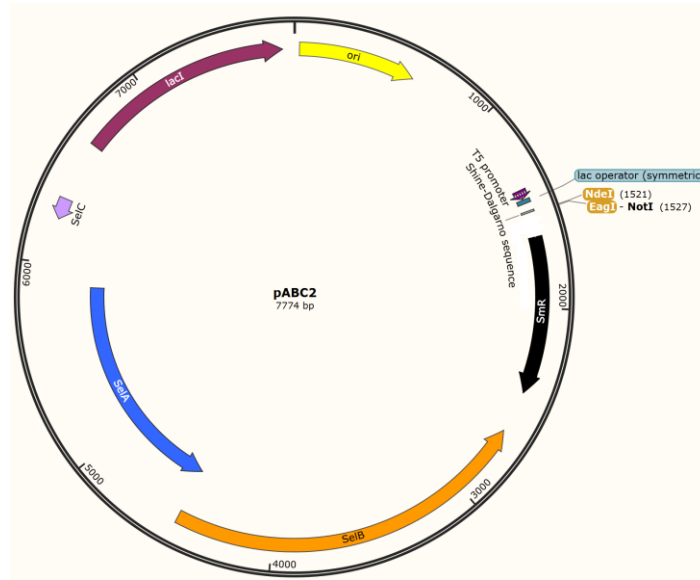 lacI
ori
7000
1000
T5 promoter
Shine-Dalgarno sequence
lac operator (symmetric
NdeI (1521)
EagI - NotI (1527)
SelC
6000
pABC2
7774 bp
2000
SmR
SelA
5000
3000
SelB
4000